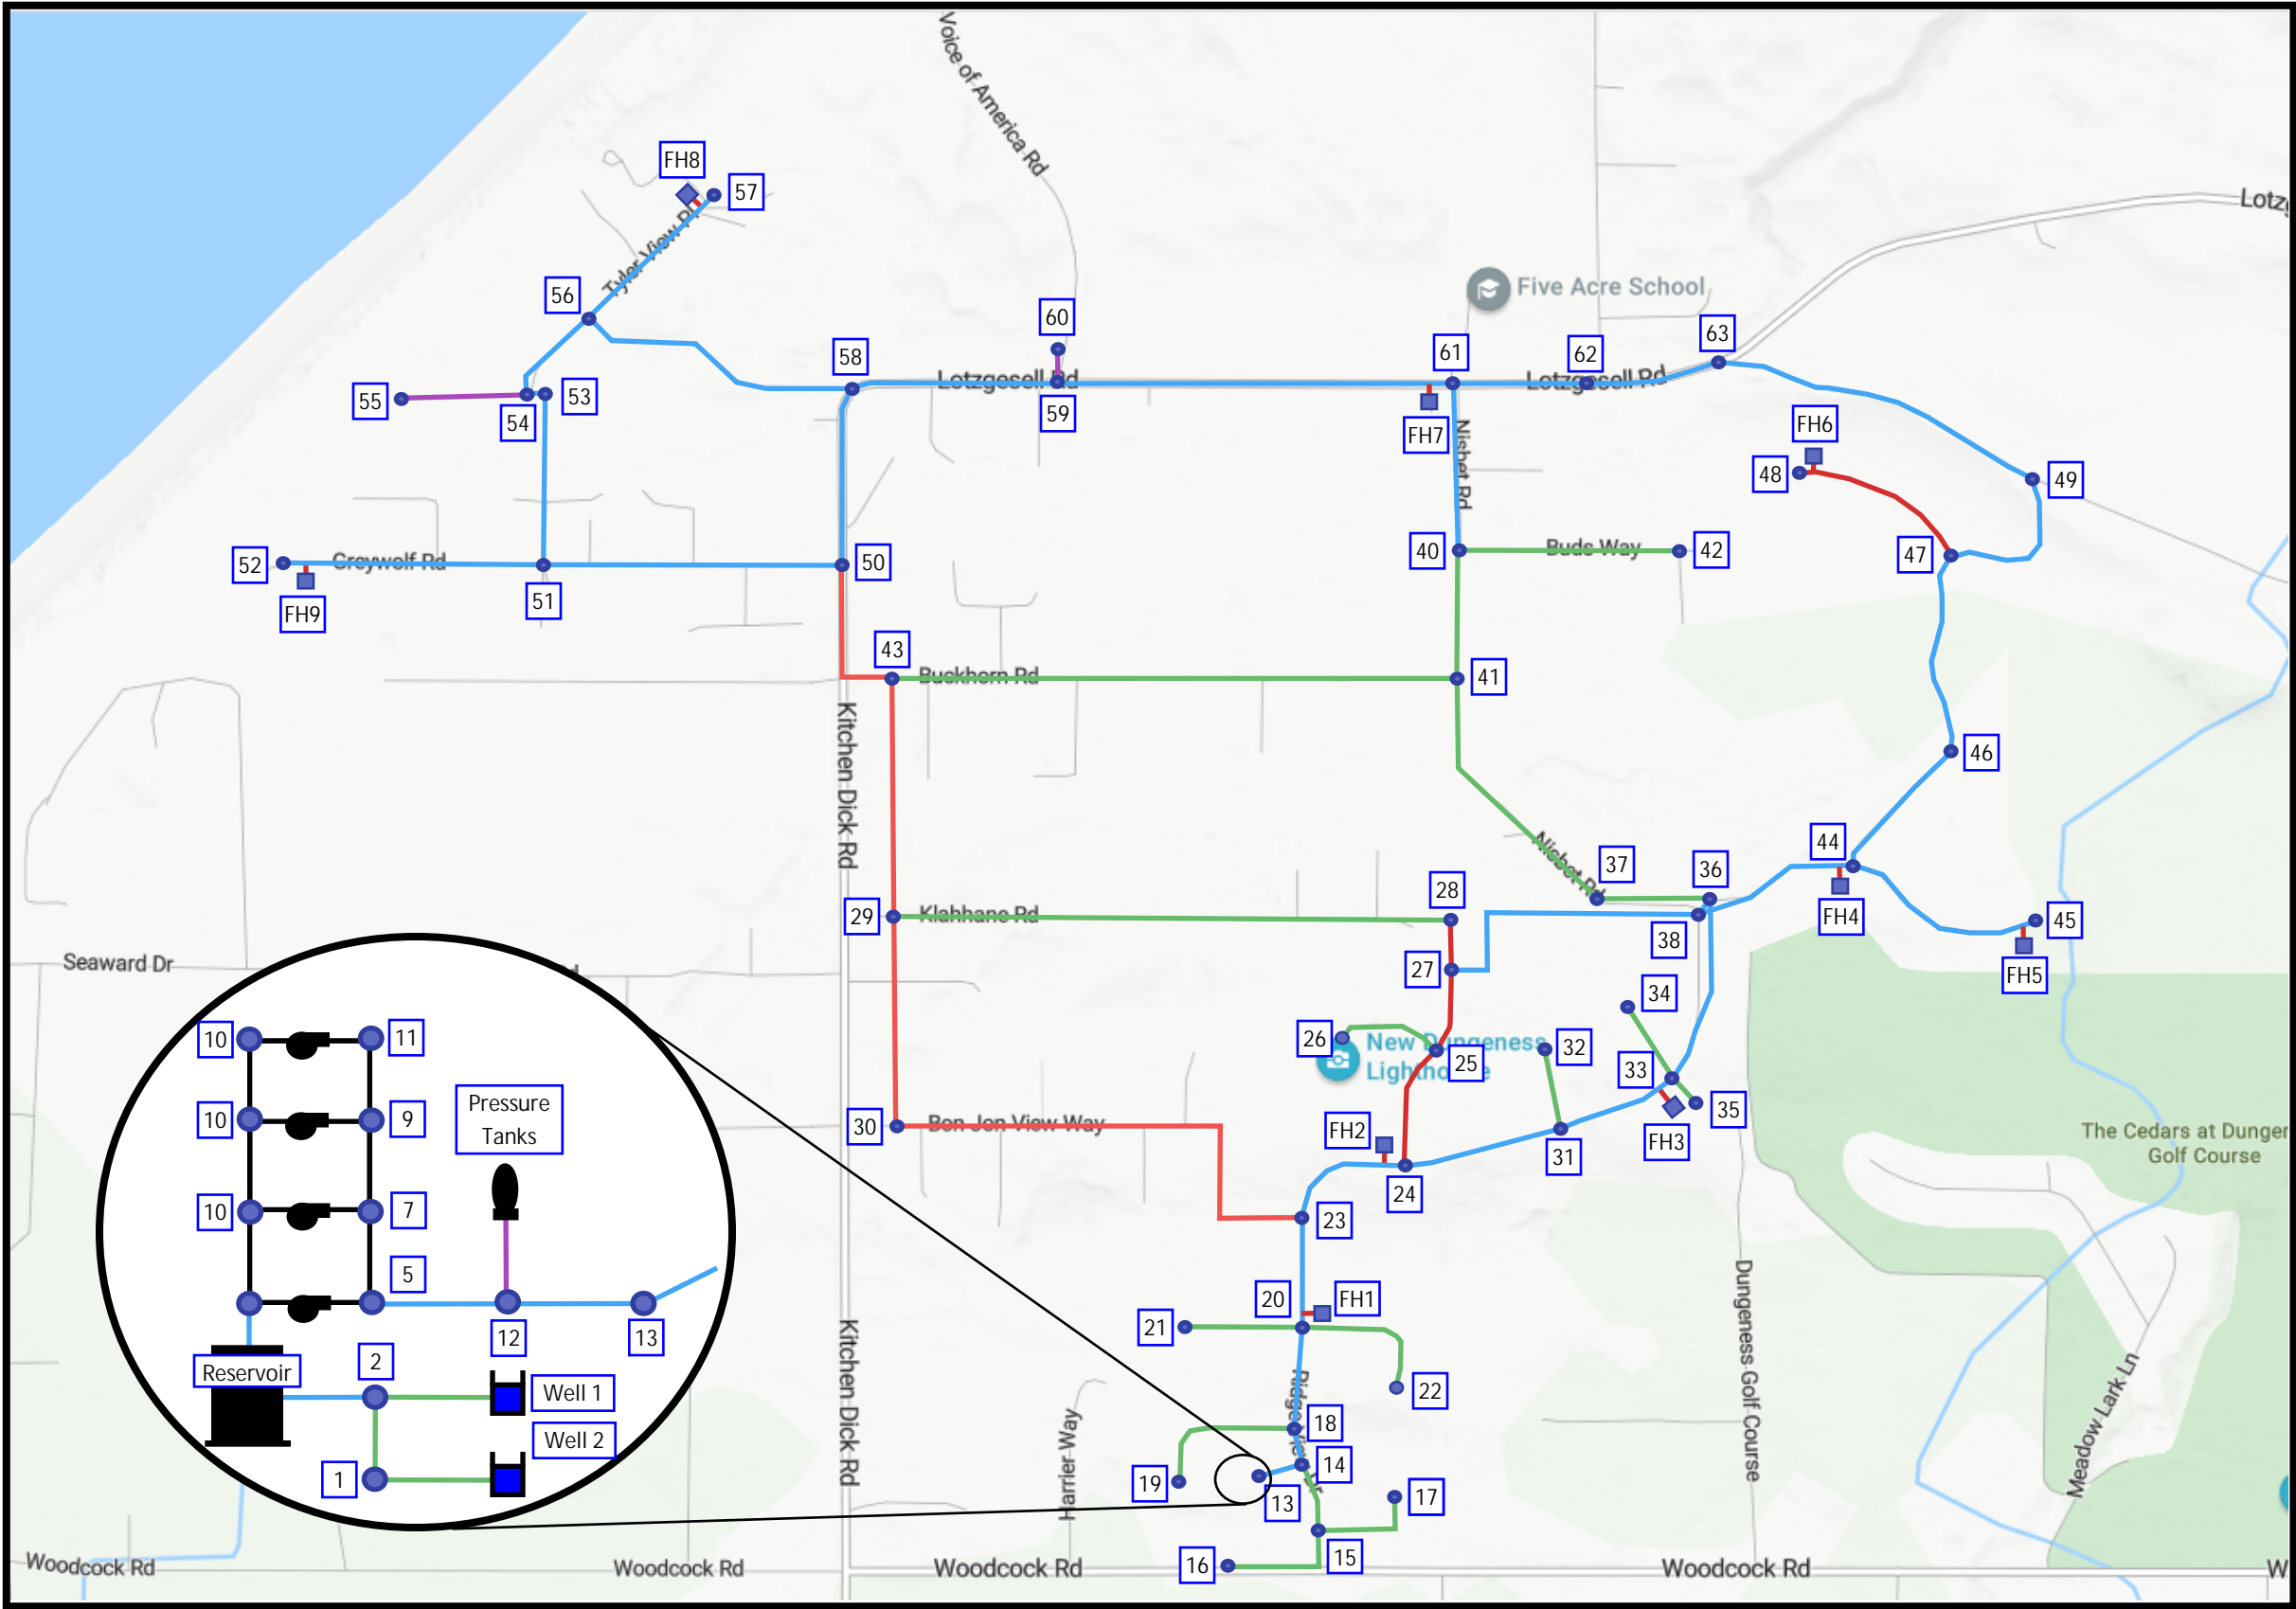 Voice of America Rd
Lotzg
FH8
57
Tyler View Pl
56
Five Acre School
60
63
61
62
58
Lotzgesell Rd
Lotzgesell Rd
55
53
54
59
FH7
Nisbet Rd
FH6
48
49
52
Greywolf Rd
50
40
Buds Way
42
47
51
FH9
43
Buckhorn Rd
41
Kitchen-Dick Rd
46
44
37
36
Nisbet Rd
28
29
Klahhane Rd
FH4
45
38
Seaward Dr
27
FH5
34
10
11
26
New Dungeness
Lighthouse
25
32
33
35
10
9
Pressure
Tanks
30
Bon Jon View Way
FH2
FH3
31
The Cedars at Dunger
Golf Course
24
10
7
23
5
20
FH1
21
12
13
Kitchen-Dick Rd
Dungeness Golf Course
Reservoir
2
Well 1
22
Ridge View Dr
18
Meadow Lark Ln
Well 2
Harrier Way
14
1
19
13
17
15
16
Woodcock Rd
Woodcock Rd
Woodcock Rd
Woodcock Rd
W